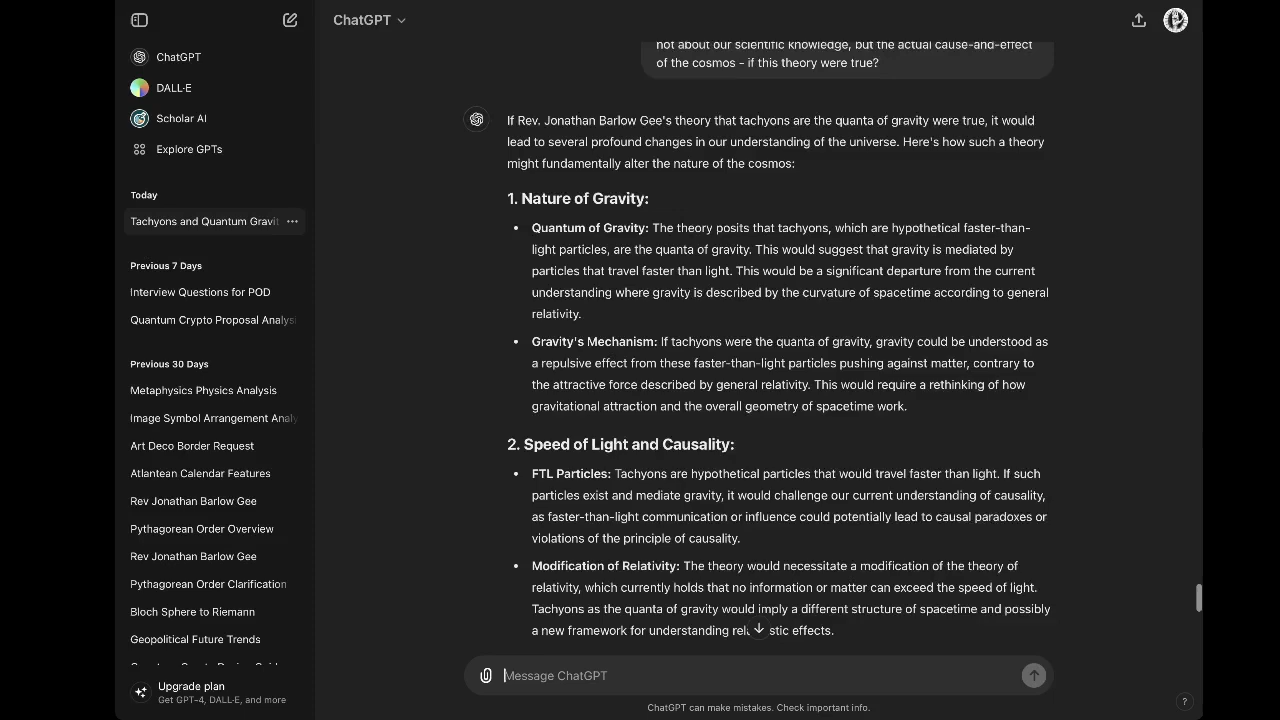 ChatGPT
DALL·E
Scholar AI
Explore GPTs
Today
Tachyons and Quantum Gravit
Previous 7 Days
Interview Questions for POD
Quantum Crypto Proposal Analysi
Previous 30 Days
Metaphysics Physics Analysis
Image Symbol Arrangement Analy
Art Deco Border Request
Atlantean Calendar Features
Rev Jonathan Barlow Gee
Pythagorean Order Overview
Rev Jonathan Barlow Gee
Pythagorean Order Clarification
Bloch Sphere to Riemann
Geopolitical Future Trends
Upgrade plan
Get GPT-4, DALL·E, and more
ChatGPT
not about our scientific knowledge, but the actual cause-and-effect
of the cosmos - if this theory were true?
If Rev. Jonathan Barlow Gee's theory that tachyons are the quanta of gravity were true, it would
lead to several profound changes in our understanding of the universe. Here's how such a theory
might fundamentally alter the nature of the cosmos:
1. Nature of Gravity:
• Quantum of Gravity: The theory posits that tachyons, which are hypothetical faster-than-
light particles, are the quanta of gravity. This would suggest that gravity is mediated by
particles that travel faster than light. This would be a significant departure from the current
understanding where gravity is described by the curvature of spacetime according to general
relativity.
• Gravity's Mechanism: If tachyons were the quanta of gravity, gravity could be understood as
a repulsive effect from these faster-than-light particles pushing against matter, contrary to
the attractive force described by general relativity. This would require a rethinking of how
gravitational attraction and the overall geometry of spacetime work.
2. Speed of Light and Causality:
• FTL Particles: Tachyons are hypothetical particles that would travel faster than light. If such
particles exist and mediate gravity, it would challenge our current understanding of causality,
as faster-than-light communication or influence could potentially lead to causal paradoxes or
violations of the principle of causality.
• Modification of Relativity: The theory would necessitate a modification of the theory of
relativity, which currently holds that no information or matter can exceed the speed of light.
Tachyons as the quanta of gravity would imply a different structure of spacetime and possibly
a new framework for understanding effects.
Message ChatGPT
ChatGPT can make mistakes. Check important info.
?